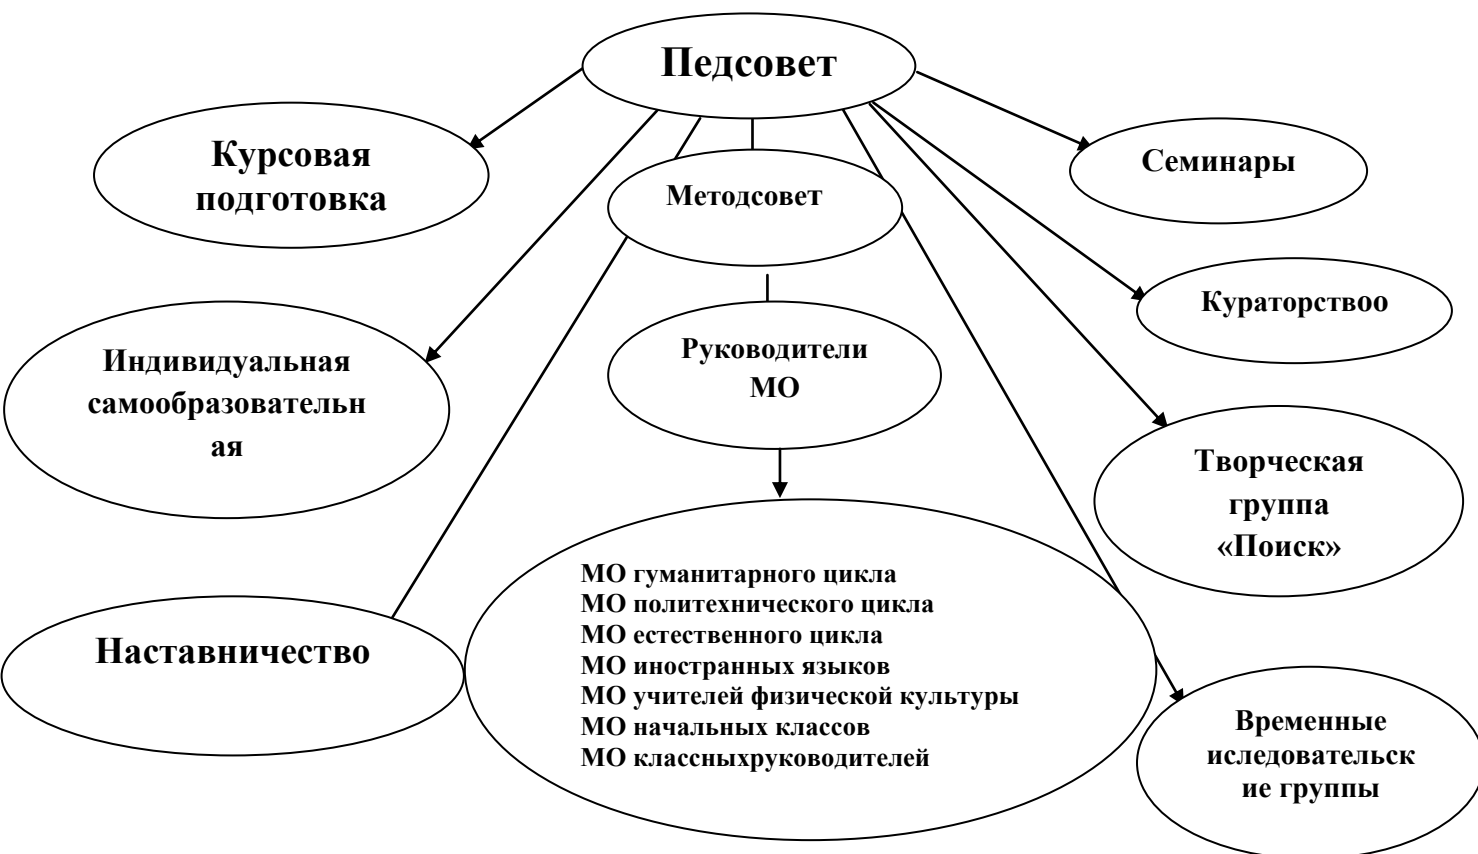 Педсовет
Курсовая
подготовка
Методсовет
Семинары
Кураторствоо
Индивидуальная
самообразовательн
ая
Руководители
МО
Творческая
группа
«Поиск»
Наставничество
МО гуманитарного цикла
МО политехнического цикла
МО естественного цикла
МО иностранных языков
МО учителей физической культуры
МО начальных классов
МО классныхруководителей
Временные
иследовательск
ие группы